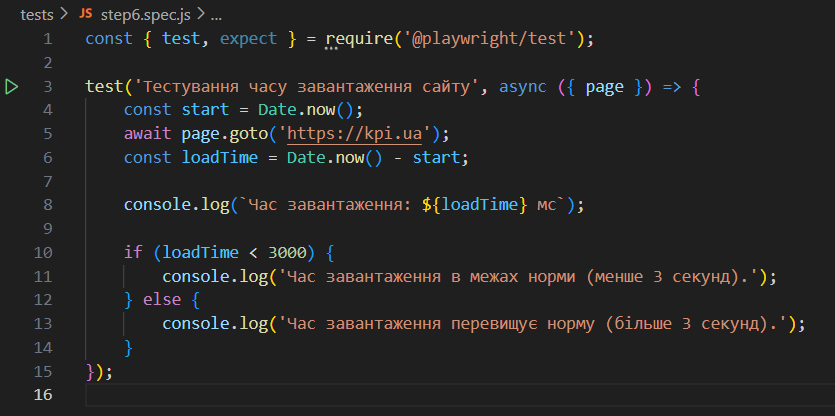 tests > JS step6.spec.js > ...
1 const { test, expect } = require('@playwright/test');
2
3 test('Тестування часу завантаження сайту', async ({ page }) => {
4     const start = Date.now();
5     await page.goto('https://kpi.ua');
6     const loadTime = Date.now() - start;
7
8     console.log(`Час завантаження: ${loadTime} мс`);
9
10     if (loadTime < 3000) {
11         console.log('Час завантаження в межах норми (менше 3 секунд).');
12     } else {
13         console.log('Час завантаження перевищує норму (більше 3 секунд).');
14     }
15 });
16